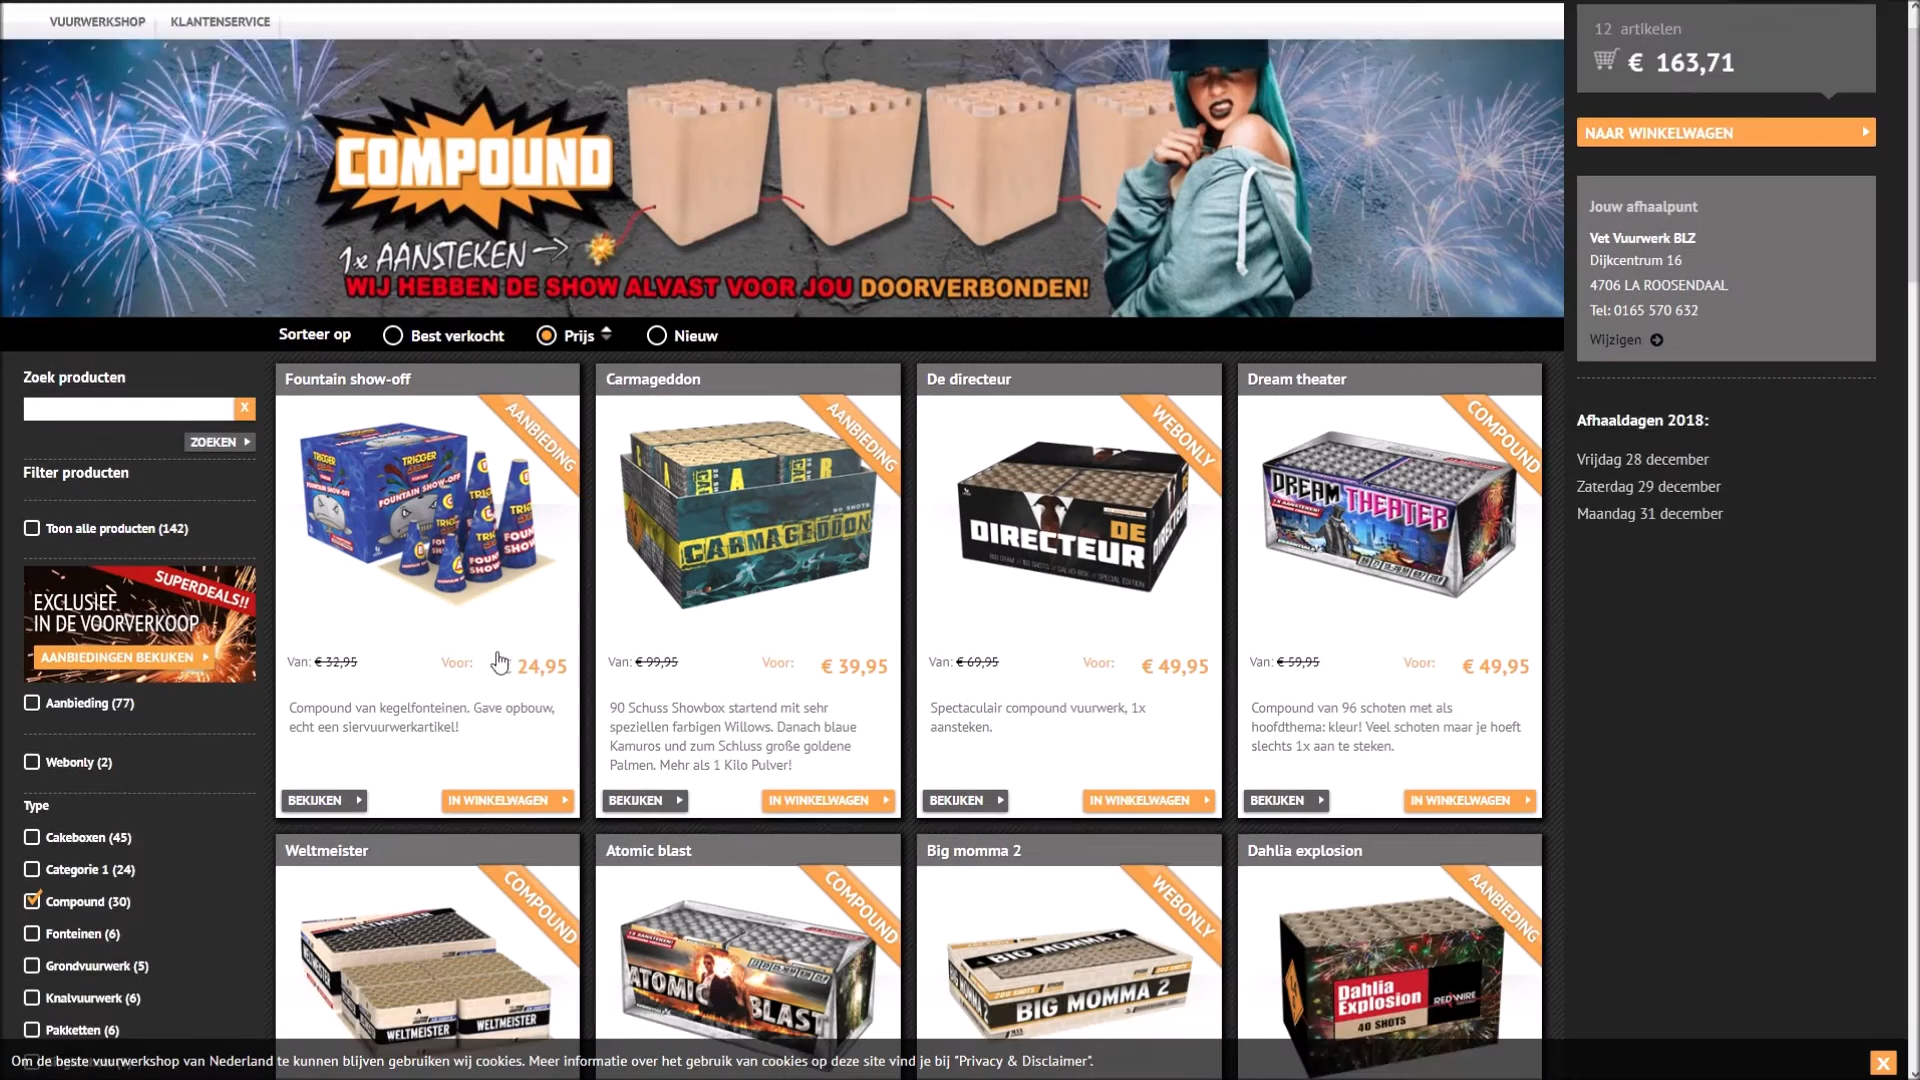 VUURWERKSHOP
KLANTENSERVICE
12 artikelen
€ 163,71
NAAR WINKELWAGEN
COMPOUND
1x AANSTEKEN
WIJ HEBBEN DE SHOW ALVAST VOOR JOU DOORVERBONDEN!
Jouw afhaalpunt
Vet Vuurwerk BLZ
Dijkcentrum 16
4706 LA ROOSENDAAL
Tel: 0165 570 632
Wijzigen
Afhaaldagen 2018:
Vrijdag 28 december
Zaterdag 29 december
Maandag 31 december
Sorteer op
Best verkocht
Prijs
Nieuw
Zoek producten
X
ZOEKEN
Filter producten
Toon alle producten (142)
SUPERDEALS!!
EXCLUSIEF
IN DE VOORVERKOOP
AANBIEDINGEN BEKIJKEN
Aanbieding (77)
Webonly (2)
Type
Cakeboxen (45)
Categorie 1 (24)
Compound (30)
Fonteinen (6)
Grondvuurwerk (5)
Knalvuurwerk (6)
Pakketten (6)
Fountain show-off
AANBIEDING
TRIGGER
FOUNTAIN SHOW-OFF
Van: € 32,95
Voor:
24,95
Compound van kegelfonteinen. Gave opbouw,
echt een siervuurwerkartikel!
BEKIJKEN
IN WINKELWAGEN
Carmageddon
AANBIEDING
A
90 SHOTS
CARMAGEDDON
Van: € 99,95
Voor:
€ 39,95
90 Schuss Showbox startend mit sehr
speziellen farbigen Willows. Danach blaue
Kamuros und zum Schluss große goldene
Palmen. Mehr als 1 Kilo Pulver!
BEKIJKEN
IN WINKELWAGEN
De directeur
WEBONLY
DE
DIRECTEUR
Van: € 69,95
Voor:
€ 49,95
Spectaculair compound vuurwerk, 1x
aansteken.
BEKIJKEN
IN WINKELWAGEN
Dream theater
COMPOUND
DREAM THEATER
Van: € 59,95
Voor:
€ 49,95
Compound van 96 schoten met als
hoofdthema: kleur! Veel schoten maar je hoeft
slechts 1x aan te steken.
BEKIJKEN
IN WINKELWAGEN
Weltmeister
COMPOUND
WELTMEISTER
A
B
WELTMEISTER
WELTMEISTER
Atomic blast
COMPOUND
ATOMIC
BLAST
Big momma 2
WEBONLY
BIG MOMMA 2
BIG MOMMA 2
Dahlia explosion
AANBIEDING
Dahlia
Explosion
REDWIRE
40 SHOTS
Om de beste vuurwerkshop van Nederland te kunnen blijven gebruiken wij cookies. Meer informatie over het gebruik van cookies op deze site vind je bij "Privacy & Disclaimer".
X